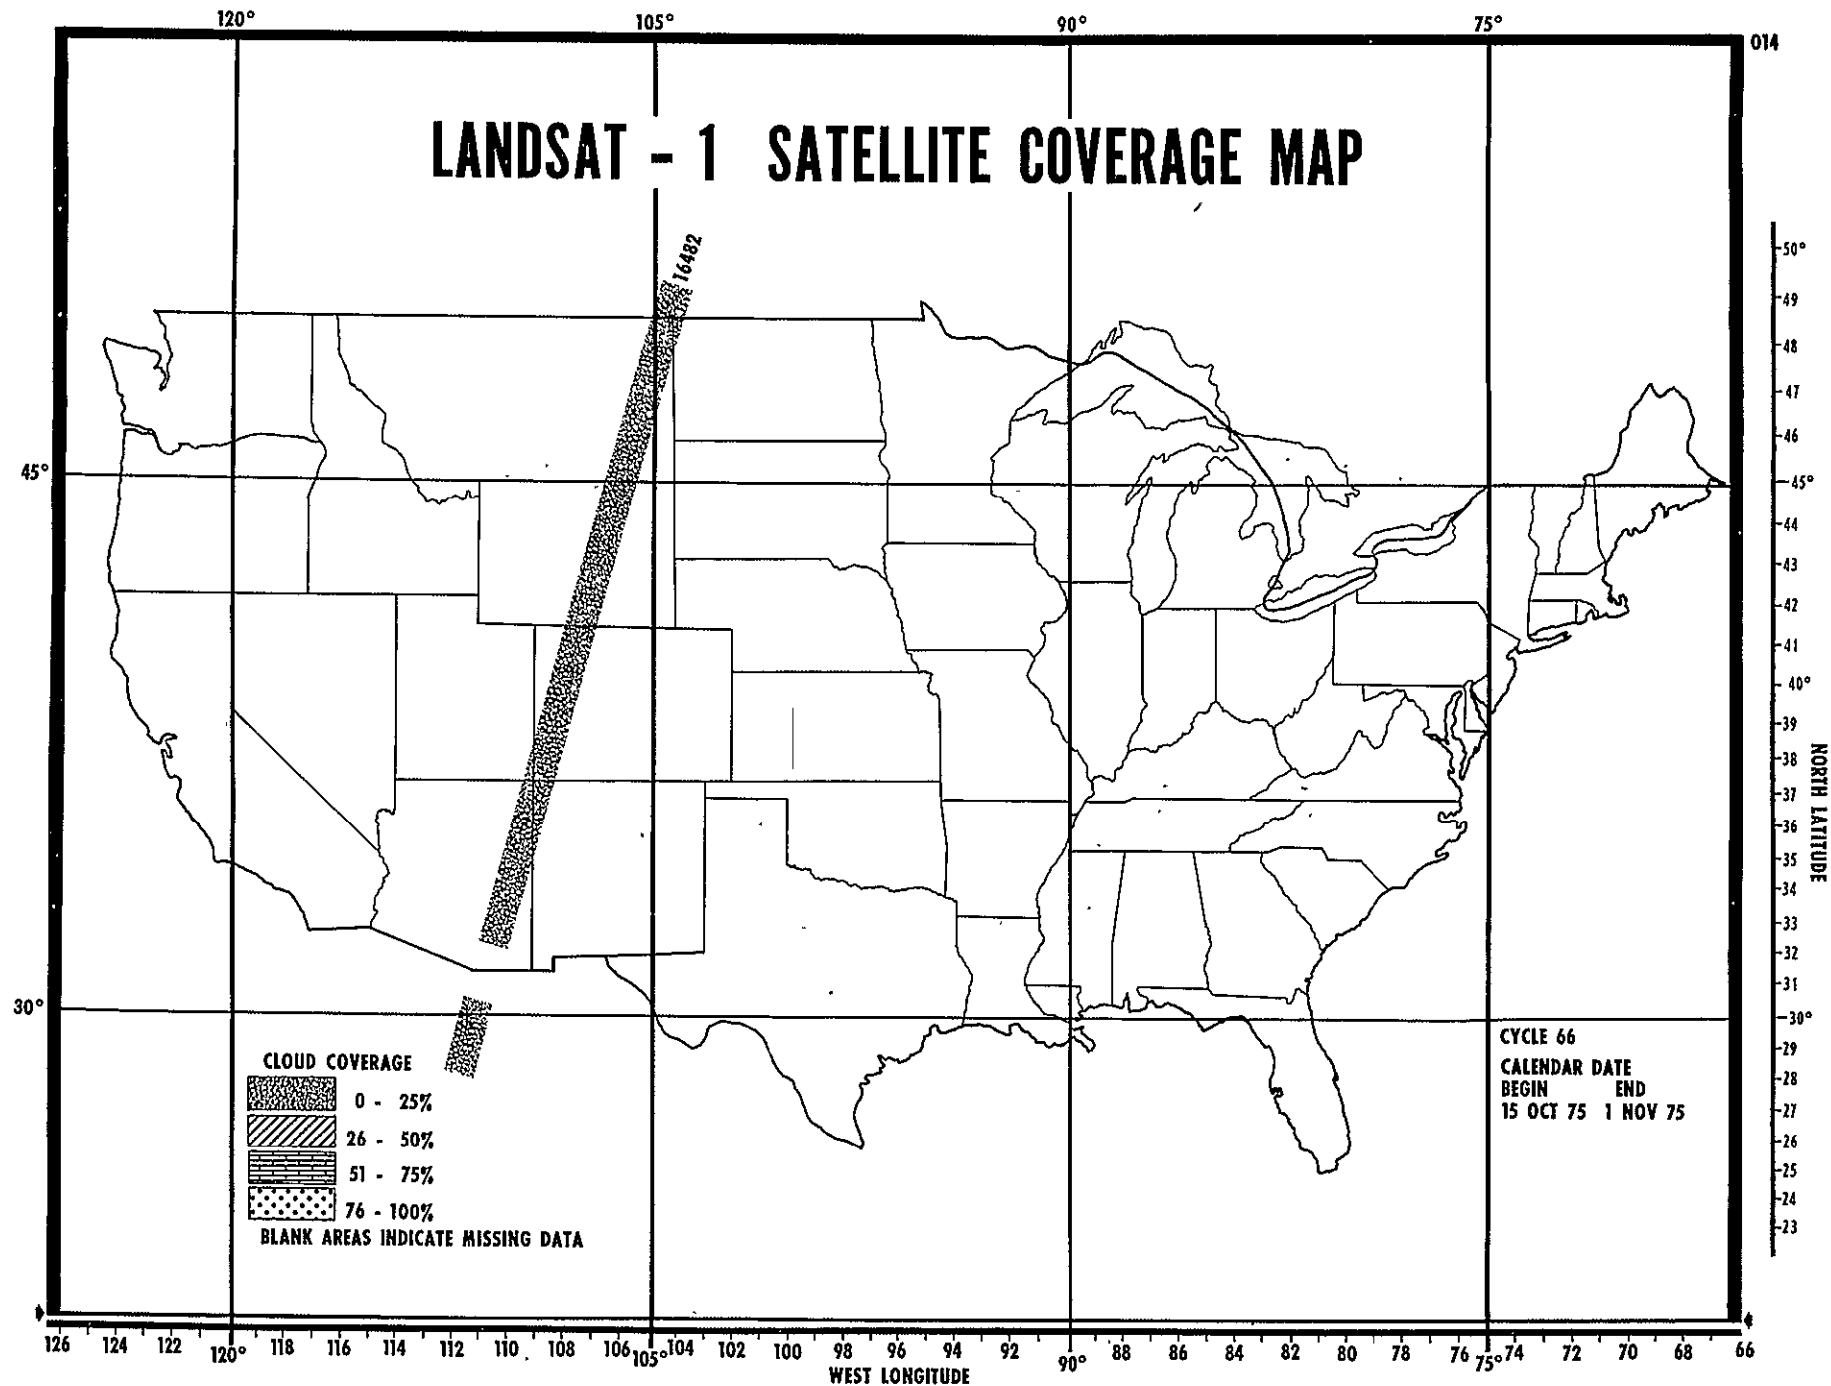 120° 105° 90° 75°
014
LANDSAT - 1 SATELLITE COVERAGE MAP
16482
45°
30°
50°
49
48
47
46
45°
44
43
42
41
40°
39
38
37
36
35
34
33
32
31
30°
29
28
27
26
25
24
23
NORTH LATITUDE
CLOUD COVERAGE
0 - 25%
26 - 50%
51 - 75%
76 - 100%
BLANK AREAS INDICATE MISSING DATA
CYCLE 66
CALENDAR DATE
BEGIN END
15 OCT 75 1 NOV 75
126 124 122 120° 118 116 114 112 110 108 106 105° 104 102 100 98 96 94 92 90° 88 86 84 82 80 78 76 75° 74 72 70 68 66
WEST LONGITUDE